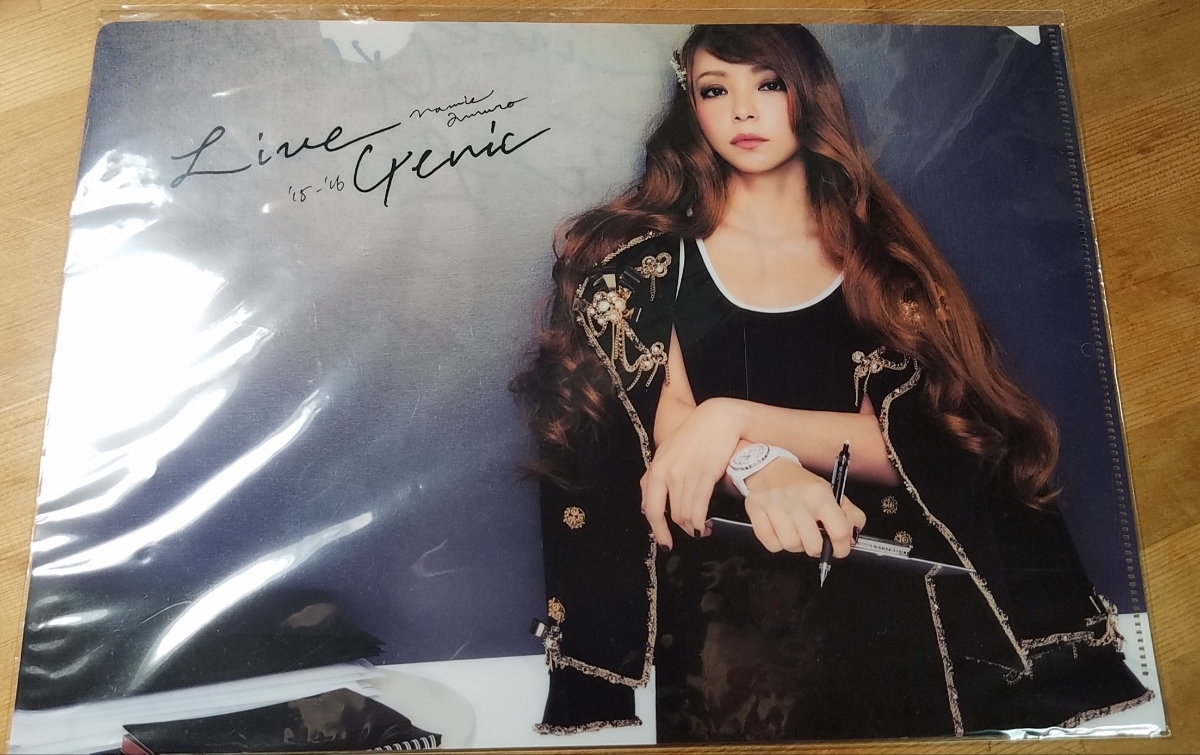 Live
namie
amuro
'15-'16
Genic